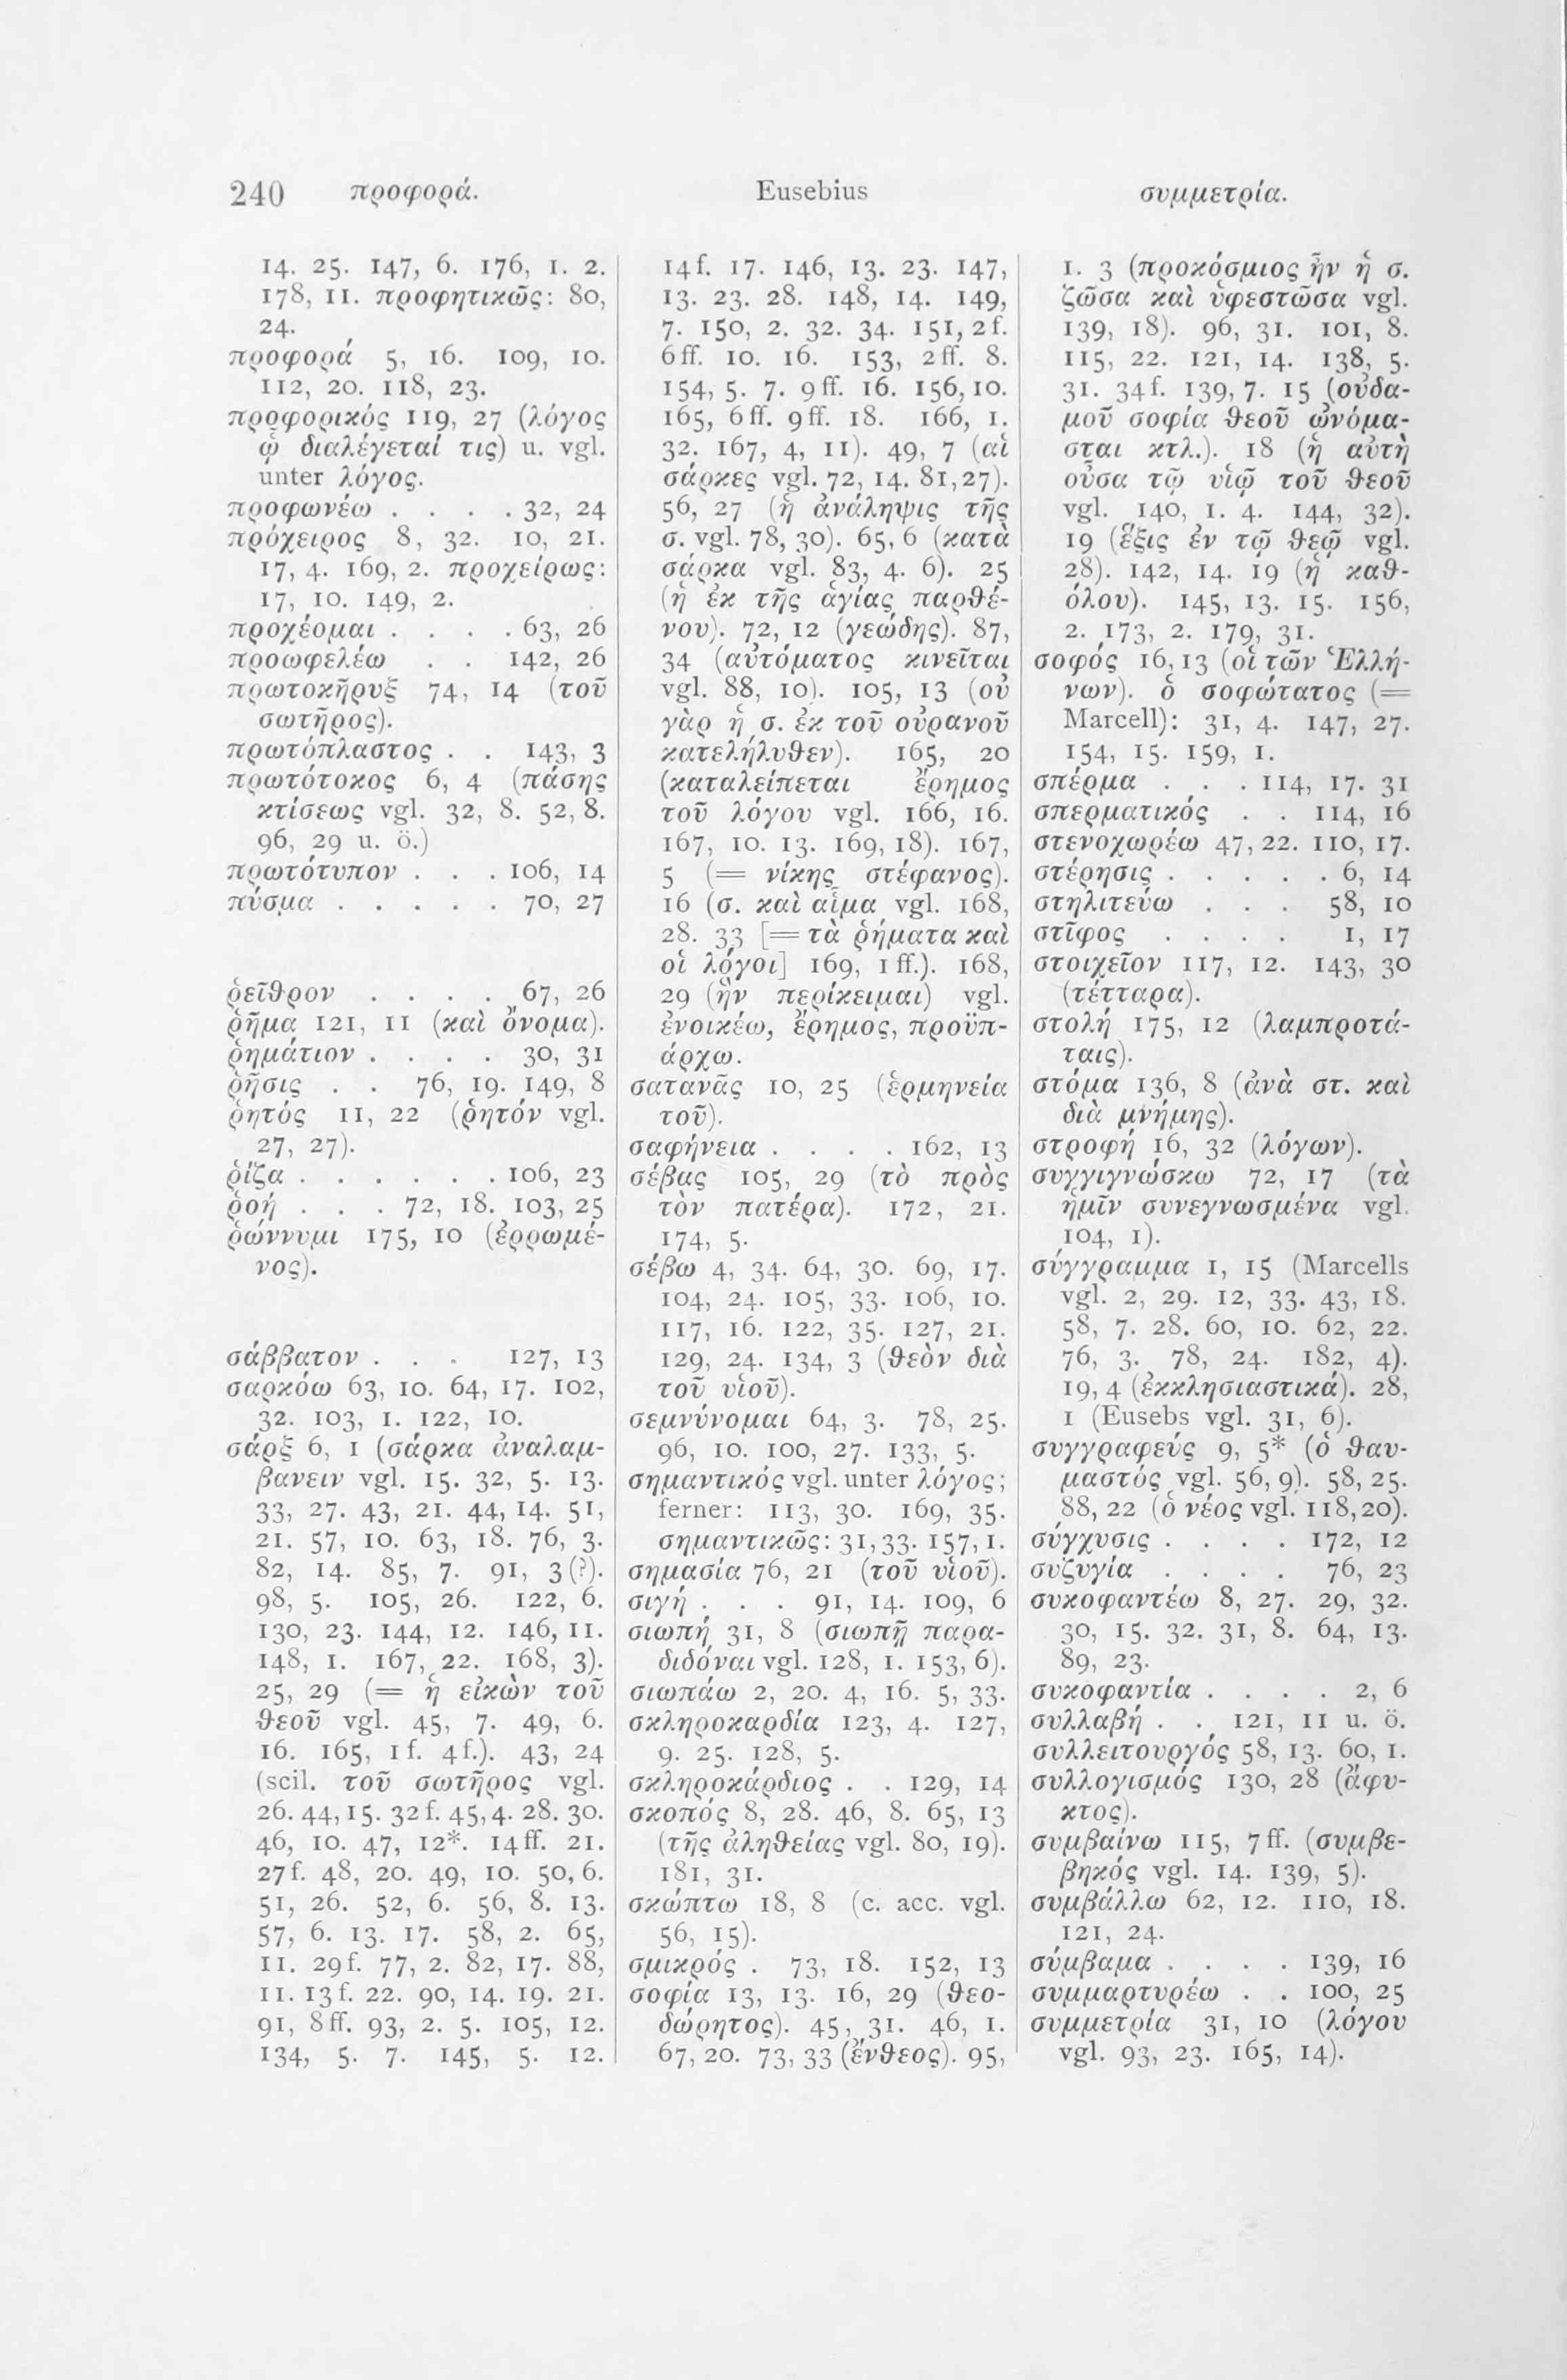 240 προφορά. Eusebius συμμετρία.
14. 25. 147, 6. 176, 1. 2.
178, 11. προφητικῶς: 80,
24.
προφορά 5, 16. 109, 10.
112, 20. 118, 23.
προφορικός 119, 27 (λόγος
ᾧ διαλέγεταί τις) u. vgl.
unter λόγος.
προφωνέω . . . . 32, 24
πρόχειρος 8, 32. 10, 21.
17, 4. 169, 2. προχείρως:
17, 10. 149, 2.
προχέομαι . . . . 63, 26
προωφελέω . . 142, 26
πρωτοκῆρυξ 74, 14 (τοῦ
σωτῆρος).
πρωτόπλαστος . . 143, 3
πρωτότοκος 6, 4 (πάσης
κτίσεως vgl. 32, 8. 52, 8.
96, 29 u. ö.)
πρωτότυπον . . . 106, 14
πύσμα . . . . . 70, 27
ῥεῖθρον . . . . 67, 26
ῥῆμα 121, 11 (καὶ ὄνομα).
ῥημάτιον . . . . 30, 31
ῥῆσις . . 76, 19. 149, 8
ῥητός 11, 22 (ῥητόν vgl.
27, 27).
ῥίζα . . . . . . 106, 23
ῥοή . . . 72, 18. 103, 25
ῥώννυμι 175, 10 (ἐρρωμέ-
νος).
σάββατον . . . 127, 13
σαρκόω 63, 10. 64, 17. 102,
32. 103, 1. 122, 10.
σάρξ 6, 1 (σάρκα ἀναλαμ-
βανειν vgl. 15. 32, 5. 13.
33, 27. 43, 21. 44, 14. 51,
21. 57, 10. 63, 18. 76, 3.
82, 14. 85, 7. 91, 3(?).
98, 5. 105, 26. 122, 6.
130, 23. 144, 12. 146, 11.
148, 1. 167, 22. 168, 3).
25, 29 (= ἡ εἰκὼν τοῦ
θεοῦ vgl. 45, 7. 49, 6.
16. 165, 1f. 4f.). 43, 24
(scil. τοῦ σωτῆρος vgl.
26. 44, 15. 32f. 45, 4. 28. 30.
46, 10. 47, 12*. 14ff. 21.
27f. 48, 20. 49, 10. 50, 6.
51, 26. 52, 6. 56, 8. 13.
57, 6. 13. 17. 58, 2. 65,
11. 29f. 77, 2. 82, 17. 88,
11. 13f. 22. 90, 14. 19. 21.
91, 8ff. 93, 2. 5. 105, 12.
134, 5. 7. 145, 5. 12.
14f. 17. 146, 13. 23. 147,
13. 23. 28. 148, 14. 149,
7. 150, 2. 32. 34. 151, 2f.
6ff. 10. 16. 153, 2ff. 8.
154, 5. 7. 9ff. 16. 156, 10.
165, 6ff. 9ff. 18. 166, 1.
32. 167, 4, 11). 49, 7 (αἱ
σάρκες vgl. 72, 14. 81, 27).
56, 27 (ἡ ἀνάληψις τῆς
σ. vgl. 78, 30). 65, 6 (κατὰ
σάρκα vgl. 83, 4. 6). 25
(ἡ ἐκ τῆς ἁγίας παρθέ-
νου). 72, 12 (γεώδης). 87,
34 (αὐτόματος κινεῖται
vgl. 88, 10). 105, 13 (οὐ
γὰρ ἡ σ. ἐκ τοῦ οὐρανοῦ
κατελήλυθεν). 165, 20
(καταλείπεται ἔρημος
τοῦ λόγου vgl. 166, 16.
167, 10. 13. 169, 18). 167,
5 (= νίκης στέφανος).
16 (σ. καὶ αἷμα vgl. 168,
28. 33 [= τὰ ῥήματα καὶ
οἱ λόγοι] 169, 1ff.). 168,
29 (ἣν περίκειμαι) vgl.
ἐνοικέω, ἔρημος, προϋπ-
άρχω.
σατανᾶς 10, 25 (ἑρμηνεία
τοῦ).
σαφήνεια . . . . 162, 13
σέβας 105, 29 (τὸ πρὸς
τὸν πατέρα). 172, 21.
174, 5.
σέβω 4, 34. 64, 30. 69, 17.
104, 24. 105, 33. 106, 10.
117, 16. 122, 35. 127, 21.
129, 24. 134, 3 (θεὸν διὰ
τοῦ υἱοῦ).
σεμνύνομαι 64, 3. 78, 25.
96, 10. 100, 27. 133, 5.
σημαντικός vgl. unter λόγος;
ferner: 113, 30. 169, 35.
σημαντικῶς: 31, 33. 157, 1.
σημασία 76, 21 (τοῦ υἱοῦ).
σιγή . . . 91, 14. 109, 6
σιωπή 31, 8 (σιωπῇ παρα-
διδόναι vgl. 128, 1. 153, 6).
σιωπάω 2, 20. 4, 16. 5, 33.
σκληροκαρδία 123, 4. 127,
9. 25. 128, 5.
σκληροκάρδιος . . 129, 14
σκοπός 8, 28. 46, 8. 65, 13
(τῆς ἀληθείας vgl. 80, 19).
181, 31.
σκώπτω 18, 8 (c. acc. vgl.
56, 15).
σμικρός . 73, 18. 152, 13
σοφία 13, 13. 16, 29 (θεο-
δώρητος). 45, 31. 46, 1.
67, 20. 73, 33 (ἔνθεος). 95,
1. 3 (προκόσμιος ἦν ἡ σ.
ζῶσα καὶ ὑφεστῶσα vgl.
139, 18). 96, 31. 101, 8.
115, 22. 121, 14. 138, 5.
31. 34f. 139, 7. 15 (οὐδα-
μοῦ σοφία θεοῦ ὠνόμα-
σται κτλ.). 18 (ἡ αὐτὴ
οὖσα τῷ υἱῷ τοῦ θεοῦ
vgl. 140, 1. 4. 144, 32).
19 (ἕξις ἐν τῷ θεῷ vgl.
28). 142, 14. 19 (ἡ καθ-
όλου). 145, 13. 15. 156,
2. 173, 2. 179, 31.
σοφός 16, 13 (οἱ τῶν Ἑλλή-
νων). ὁ σοφώτατος (=
Marcell): 31, 4. 147, 27.
154, 15. 159, 1.
σπέρμα . . . 114, 17. 31
σπερματικός . . 114, 16
στενοχωρέω 47, 22. 110, 17.
στέρησις . . . . . 6, 14
στηλιτεύω . . . 58, 10
στῖφος . . . . 1, 17
στοιχεῖον 117, 12. 143, 30
(τέτταρα).
στολή 175, 12 (λαμπροτά-
ταις).
στόμα 136, 8 (ἀνὰ στ. καὶ
διὰ μνήμης).
στροφή 16, 32 (λόγων).
συγγιγνώσκω 72, 17 (τὰ
ἡμῖν συνεγνωσμένα vgl.
104, 1).
σύγγραμμα 1, 15 (Marcells
vgl. 2, 29. 12, 33. 43, 18.
58, 7. 28. 60, 10. 62, 22.
76, 3. 78, 24. 182, 4).
19, 4 (ἐκκλησιαστικά). 28,
1 (Eusebs vgl. 31, 6).
συγγραφεύς 9, 5* (ὁ θαυ-
μαστός vgl. 56, 9). 58, 25.
88, 22 (ὁ νέος vgl. 118, 20).
σύγχυσις . . . . 172, 12
συζυγία . . . . 76, 23
συκοφαντέω 8, 27. 29, 32.
30, 15. 32. 31, 8. 64, 13.
89, 23.
συκοφαντία . . . . 2, 6
συλλαβή . . 121, 11 u. ö.
συλλειτουργός 58, 13. 60, 1.
συλλογισμός 130, 28 (ἄφυ-
κτος).
συμβαίνω 115, 7ff. (συμβε-
βηκός vgl. 14. 139, 5).
συμβάλλω 62, 12. 110, 18.
121, 24.
σύμβαμα . . . . 139, 16
συμμαρτυρέω . . 100, 25
συμμετρία 31, 10 (λόγου
vgl. 93, 23. 165, 14).